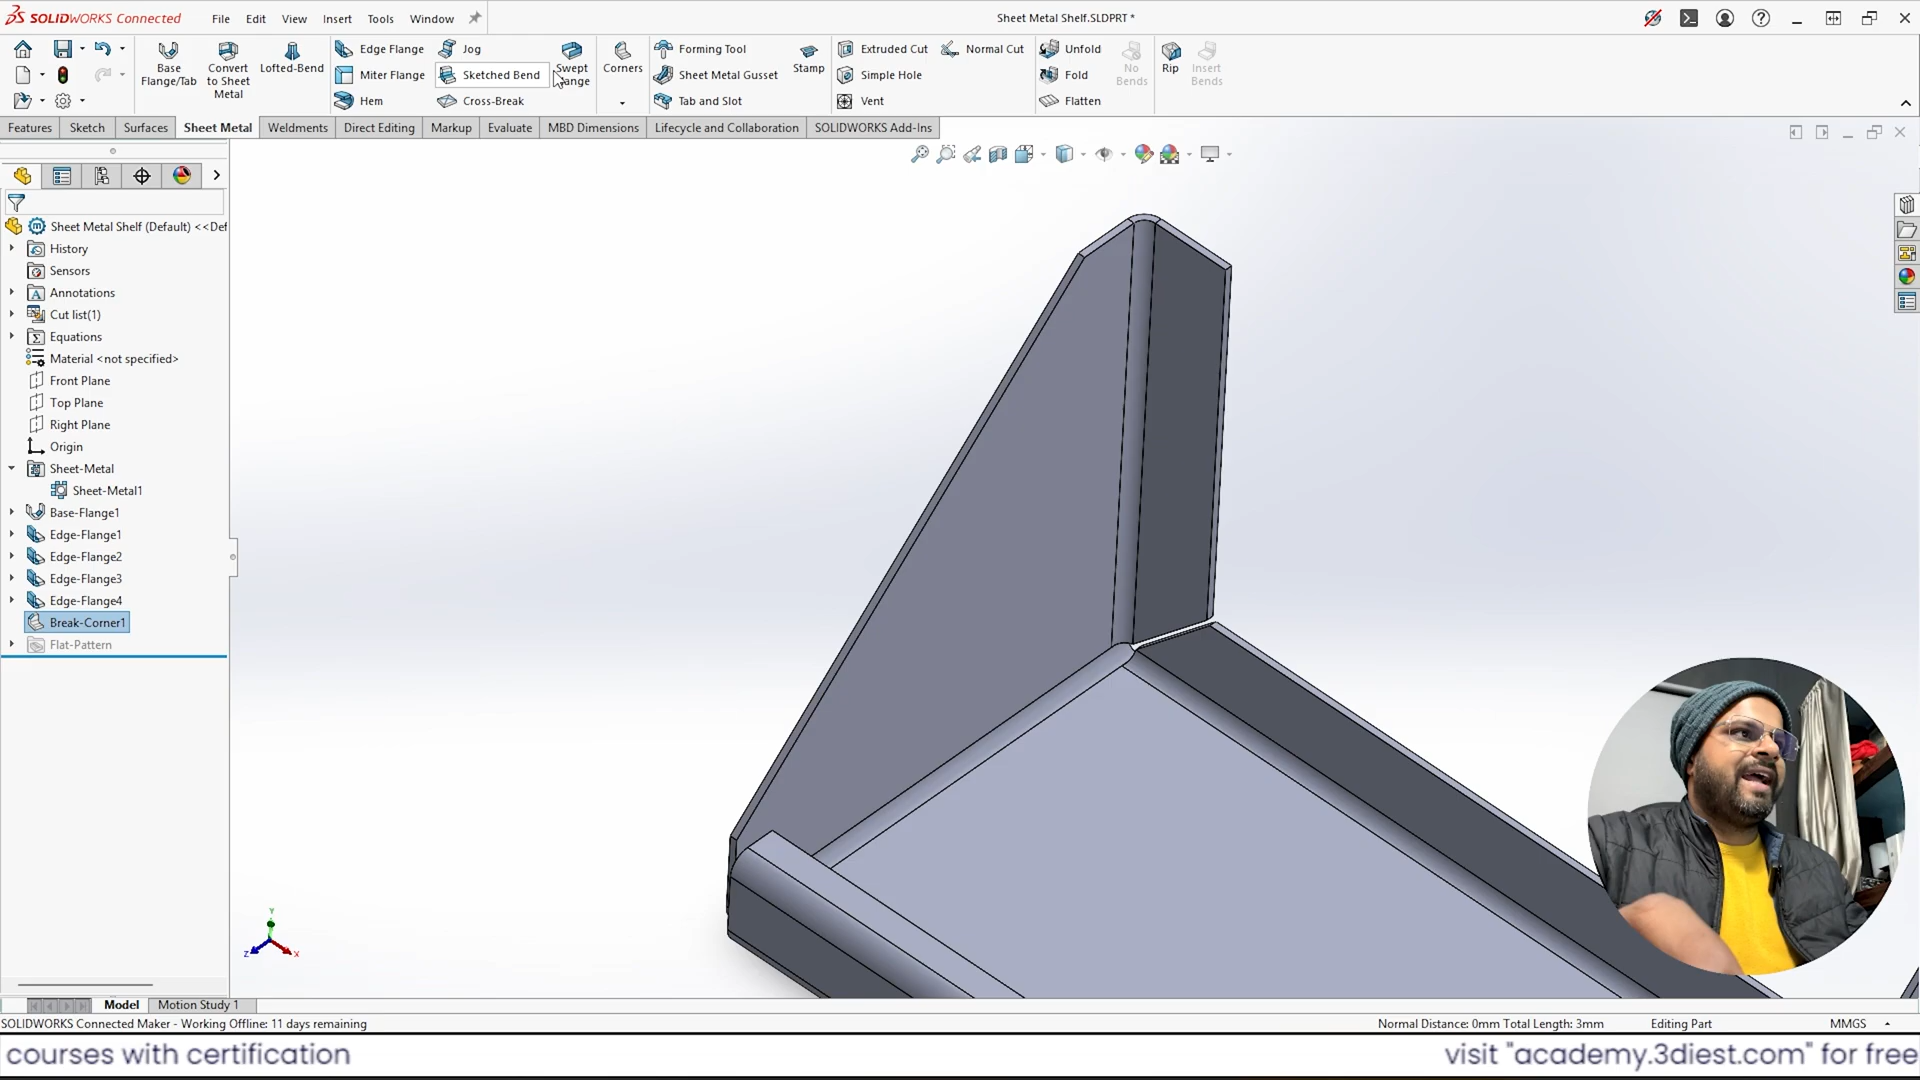 SOLIDWORKS Connected
File Edit View Insert Tools Window
Sheet Metal Shelf.SLDPRT *
Base Flange/Tab
Convert to Sheet Metal
Lofted-Bend
Edge Flange
Miter Flange
Hem
Jog
Sketched Bend
Cross-Break
Swept
Corners
Forming Tool
Sheet Metal Gusset
Tab and Slot
Stamp
Extruded Cut
Simple Hole
Vent
Normal Cut
Unfold
Fold
Flatten
No Bends
Rip
Insert Bends
Features Sketch Surfaces Sheet Metal Weldments Direct Editing Markup Evaluate MBD Dimensions Lifecycle and Collaboration SOLIDWORKS Add-Ins
Sheet Metal Shelf (Default) <<Def
History
Sensors
Annotations
Cut list(1)
Equations
Material <not specified>
Front Plane
Top Plane
Right Plane
Origin
Sheet-Metal
Sheet-Metal1
Base-Flange1
Edge-Flange1
Edge-Flange2
Edge-Flange3
Edge-Flange4
Break-Corner1
Flat-Pattern
Y
Z
X
Model Motion Study 1
SOLIDWORKS Connected Maker - Working Offline: 11 days remaining
Normal Distance: 0mm Total Length: 3mm Editing Part MMGS
courses with certification
visit "academy.3diest.com" for free